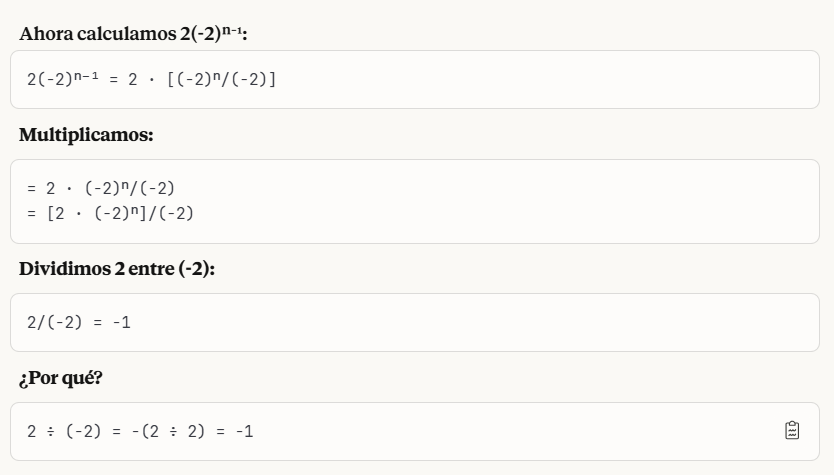 Ahora calculamos 2(-2)ⁿ⁻¹:
2(-2)ⁿ⁻¹ = 2 · [(-2)ⁿ/(-2)]
Multiplicamos:
= 2 · (-2)ⁿ/(-2)
= [2 · (-2)ⁿ]/(-2)
Dividimos 2 entre (-2):
2/(-2) = -1
¿Por qué?
2 ÷ (-2) = -(2 ÷ 2) = -1